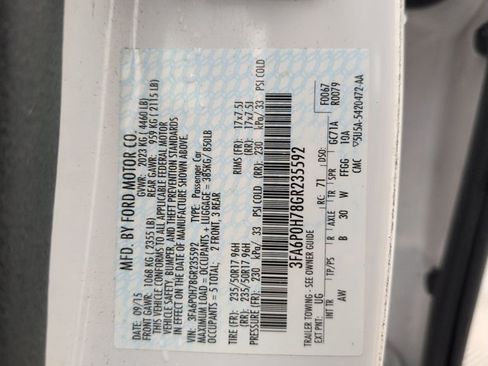 MFD. BY FORD MOTOR CO.
DATE: 09/15 GVWR: 2023 KG ( 4460 LB)
FRONT GAWR: 1068 KG ( 2355 LB) REAR GAWR: 959 KG ( 2115 LB)
THIS VEHICLE CONFORMS TO ALL APPLICABLE FEDERAL MOTOR
VEHICLE SAFETY, BUMPER, AND THEFT PREVENTION STANDARDS
IN EFFECT ON THE DATE OF MANUFACTURE SHOWN ABOVE.
VIN: 3FA6P0H78GR235592 TYPE: Passenger Car
MAXIMUM LOAD = OCCUPANTS + LUGGAGE = 385KG/ 850LB
OCCUPANTS = 5 TOTAL; 2 FRONT, 3 REAR
TIRE (FR): 235/50R17 96H RIMS (FR): (17x7.5)
(RR): 235/50R17 96H (RR): (17x7.5)
PRESSURE (FR): 230 kPa/ 33 PSI COLD (RR): 230 kPa/ 33 PSI COLD
3FA6P0H78GR235592
F0067
R0079
TRAILER TOWING - SEE OWNER GUIDE
EXT PNT: UG RC: 71 DSO:
INT TR TP/PS R AXLE TR SPR GC71A
AW B 30 W FFGG 10A
CMC ▽5U5A-5420472-AA